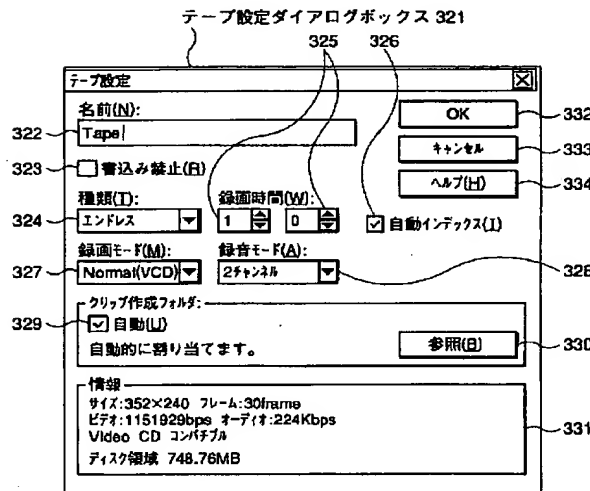 テープ設定ダイアログボックス 321
325
326
テープ設定
名前(N):
322
Tape
OK
332
キャンセル
333
323
書込み禁止(R)
ヘルプ(H)
334
種類(T):
録画時間(W):
324
エンドレス
1
0
自動インデックス(I)
録画モード(M):
録音モード(A):
327
Normal(VCD)
2チャンネル
328
クリップ作成フォルダ:
329
自動(U)
自動的に割り当てます。
参照(B)
330
情報
サイズ:352×240 フレーム:30frame
ビデオ:1151929bps オーディオ:224Kbps
331
Video CD コンパチブル
ディスク領域 748.76MB